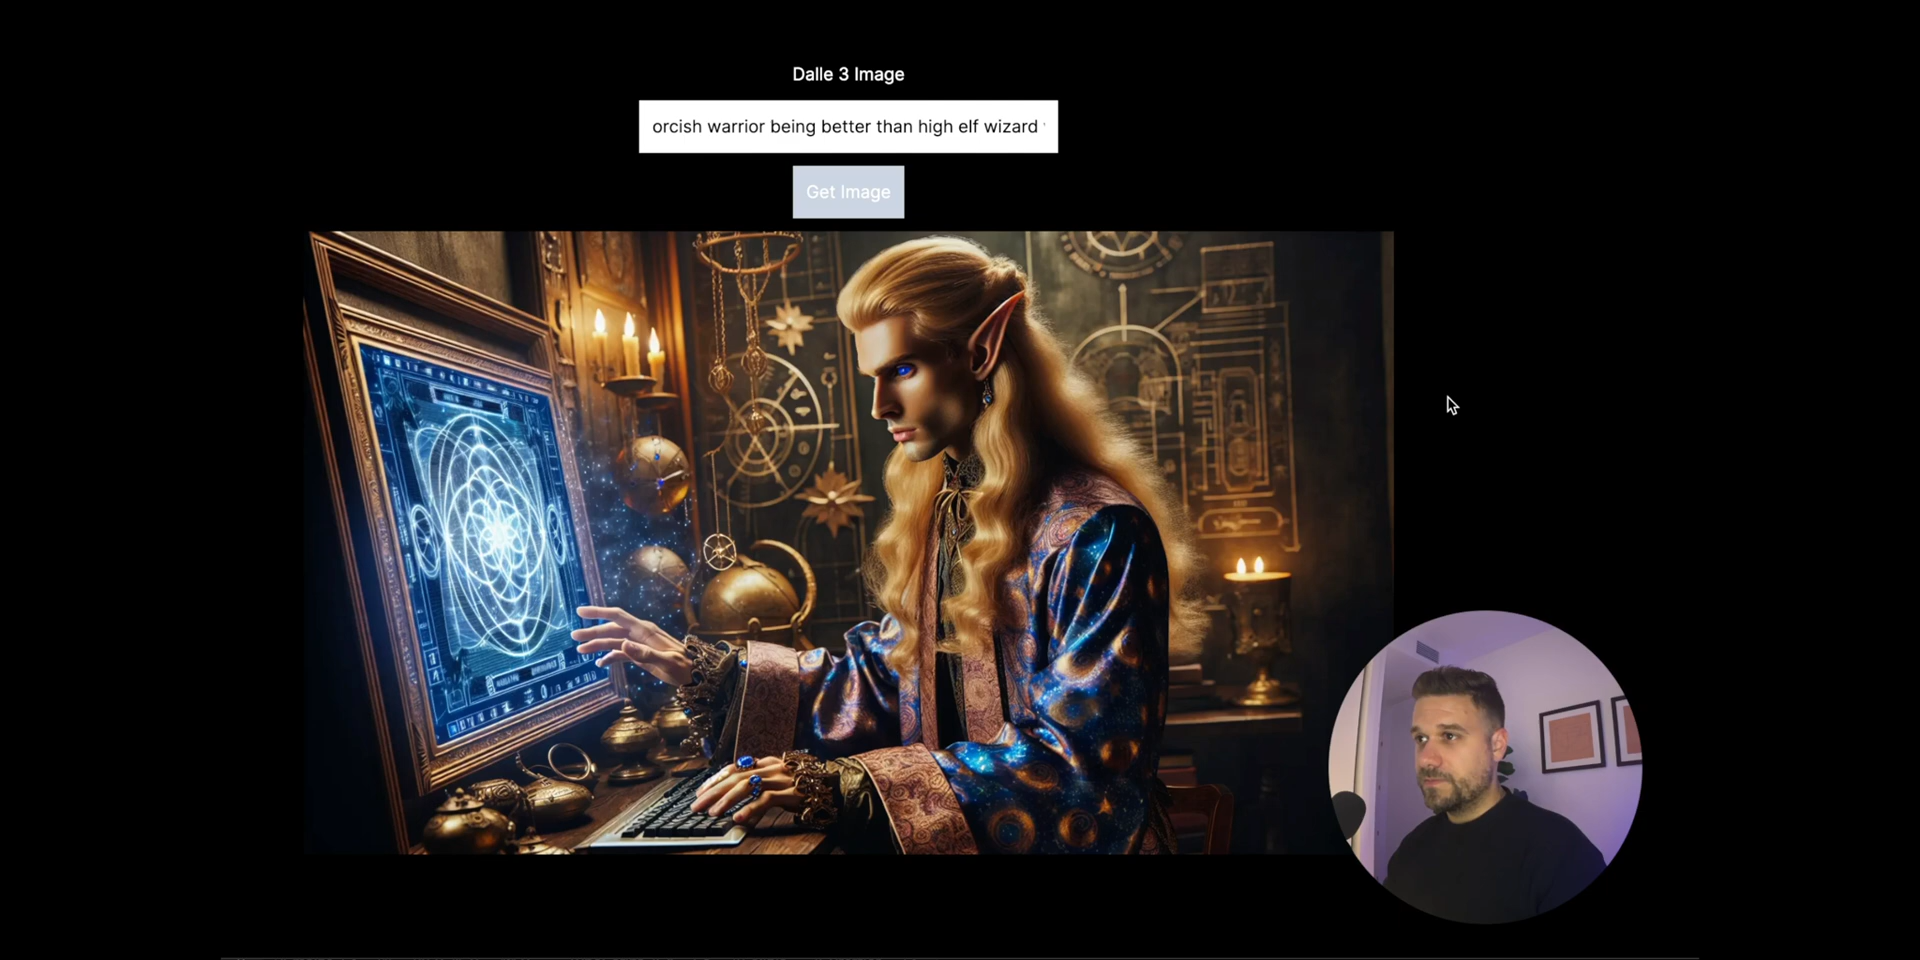 Dalle 3 Image
orcish warrior being better than high elf wizard
Get Image